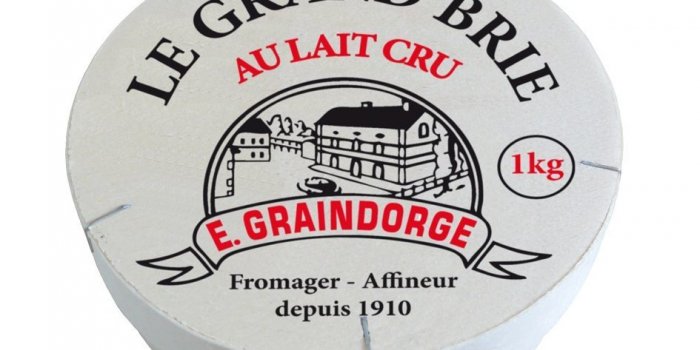 LE GRAND BRIE
AU LAIT CRU
1kg
E. GRAINDORGE
Fromager - Affineur
depuis 1910